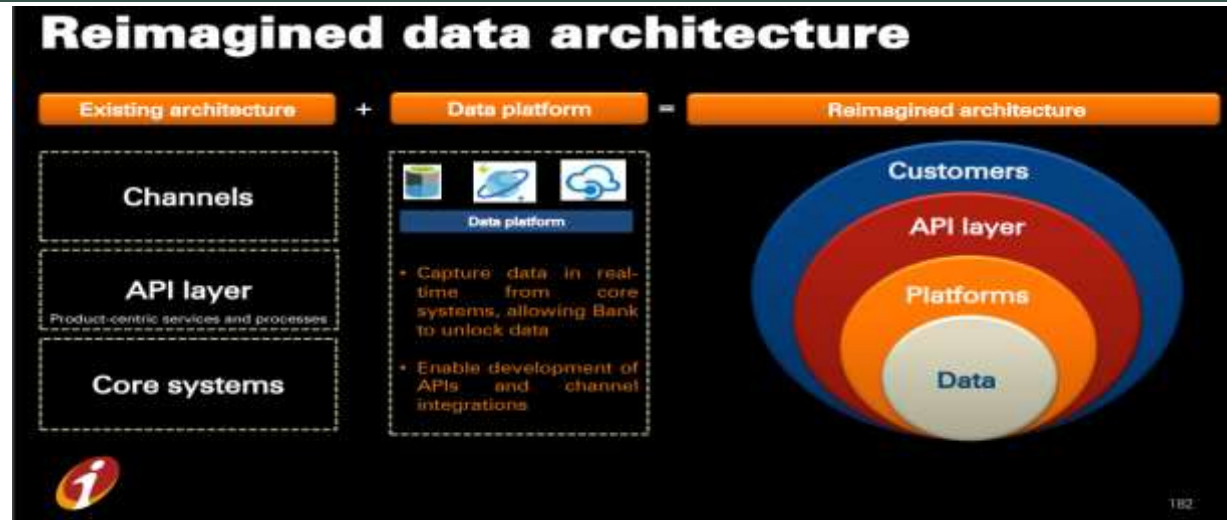 Reimagined data architecture
Existing architecture
+
Data platform
=
Reimagined architecture
Channels
API layer
Product-centric services and processes
Core systems
Data platform
• Capture data in real-
time from core
systems, allowing Bank
to unlock data
• Enable development of
APIs and channel
integrations
Customers
API layer
Platforms
Data
i
182